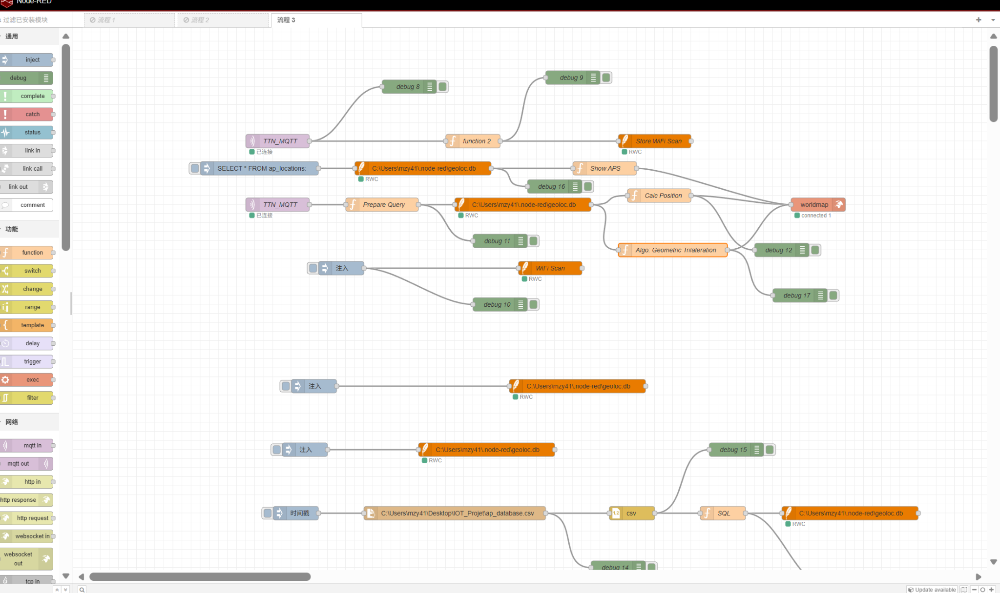 Node-RED
过滤已安装模块
流程 1
流程 2
流程 3
通用
inject
debug
complete
catch
status
link in
link call
link out
comment
功能
function
switch
change
range
template
delay
trigger
exec
filter
网络
mqtt in
mqtt out
http in
http response
http request
websocket in
websocket
out
tcp in
debug 9
debug 8
TTN_MQTT
已连接
function 2
Store WiFi Scan
RWC
SELECT * FROM ap_locations:
C:\Users\mzy41\.node-red\geoloc.db
RWC
Show APS
debug 16
Calc Position
TTN_MQTT
已连接
Prepare Query
C:\Users\mzy41\.node-red\geoloc.db
RWC
worldmap
connected 1
debug 11
Algo: Geometric Trilateration
debug 12
注入
WiFi Scan
RWC
debug 17
debug 10
注入
C:\Users\mzy41\.node-red\geoloc.db
RWC
注入
C:\Users\mzy41\.node-red\geoloc.db
RWC
debug 15
时间戳
C:\Users\mzy41\Desktop\IOT_Projet\ap_database.csv
1,2
csv
SQL
C:\Users\mzy41\.node-red\geoloc.db
RWC
debug 14
Update available